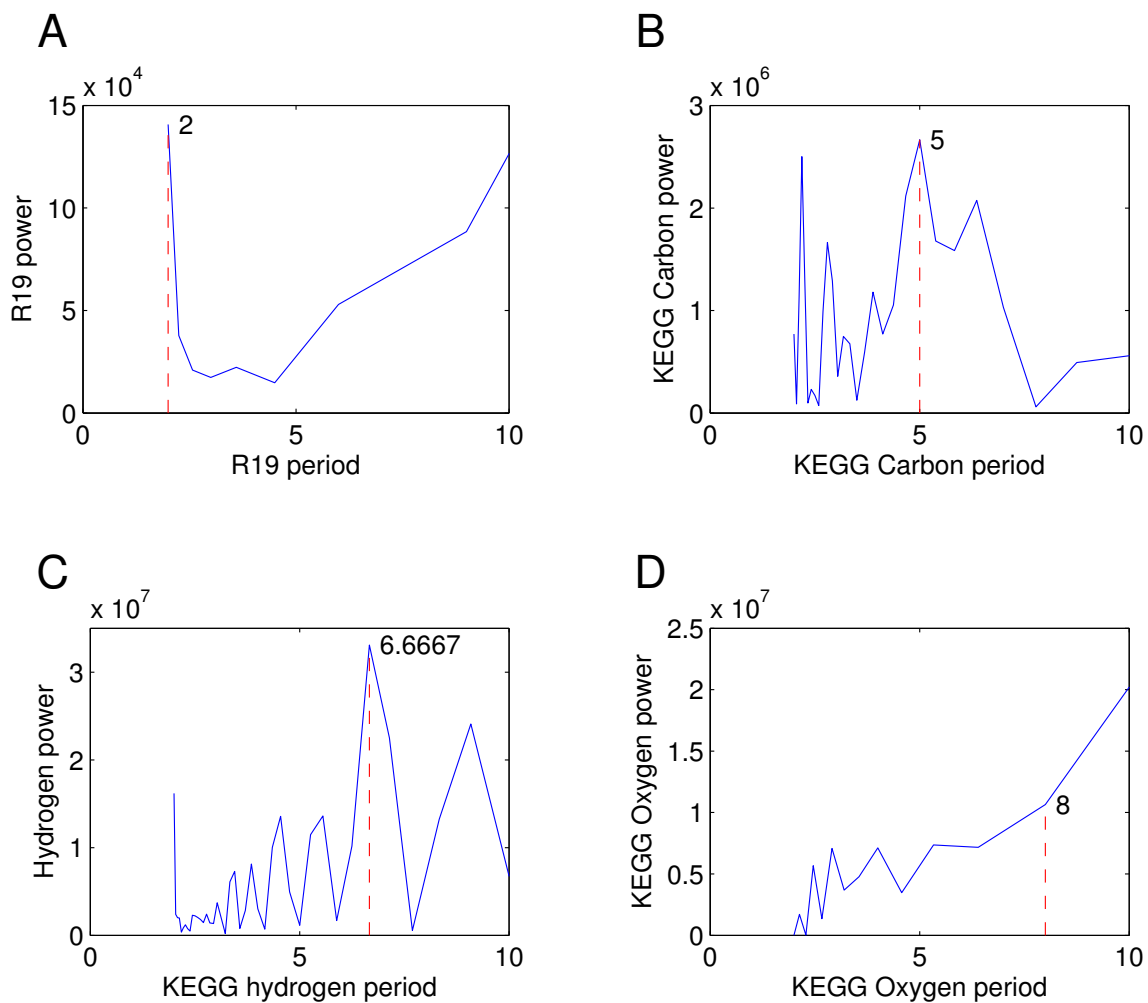 A
x 10^4
15
10
5
0
0
5
10
2
R19 power
R19 period
B
x 10^6
3
2
1
0
0
5
10
5
KEGG Carbon power
KEGG Carbon period
C
x 10^7
3
2
1
0
0
5
10
6.6667
Hydrogen power
KEGG hydrogen period
D
x 10^7
2.5
2
1.5
1
0.5
0
0
5
10
8
KEGG Oxygen power
KEGG Oxygen period